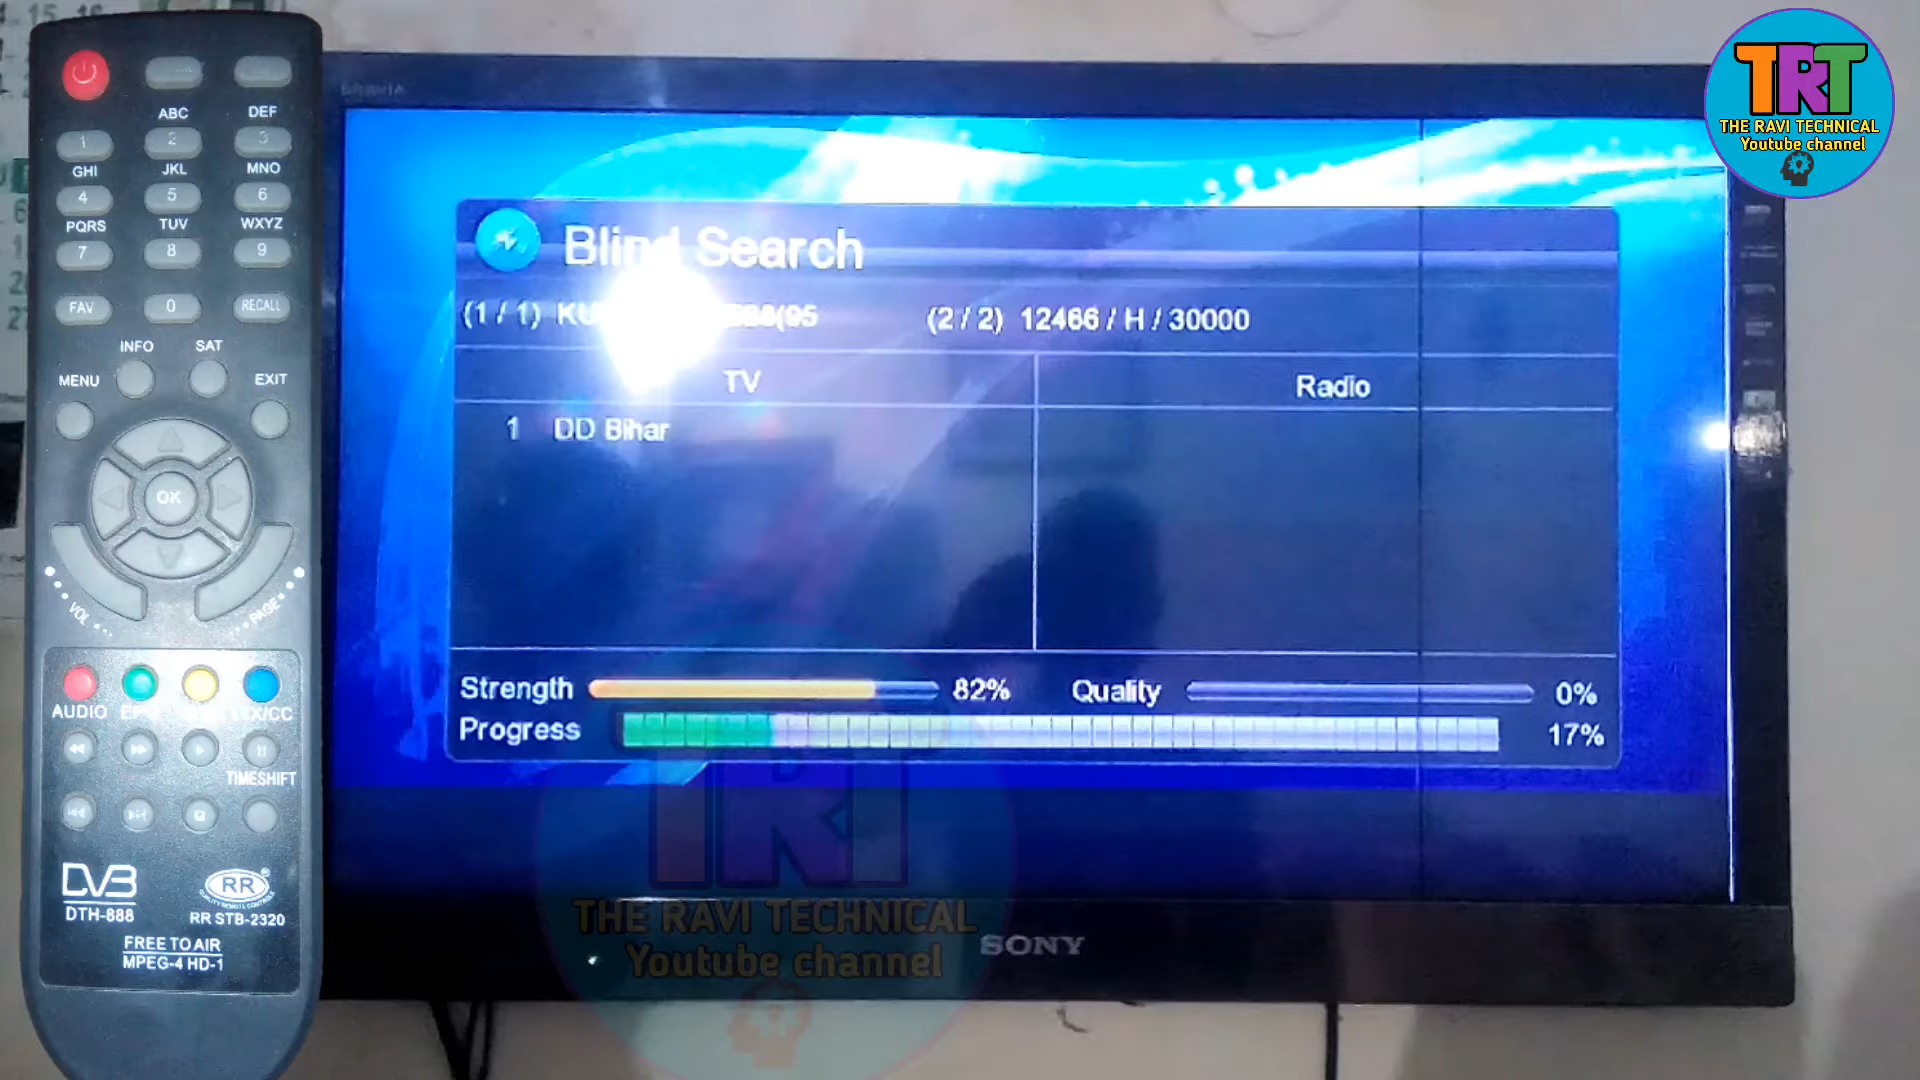 TRT
THE RAVI TECHNICAL
Youtube channel
Blind Search
(1 / 1) KU
(95
(2 / 2) 12466 / H / 30000
TV
Radio
1 DD Bihar
Strength
82%
Quality
0%
Progress
17%
SONY
TRT
THE RAVI TECHNICAL
Youtube channel
ABC DEF
1 2 3
GHI JKL MNO
4 5 6
PQRS TUV WXYZ
7 8 9
FAV 0 RECALL
INFO SAT
MENU EXIT
OK
VOL PAGE
AUDIO
TIMESHIFT
DVB RR
DTH-888 RR STB-2320
FREE TO AIR
MPEG-4 HD-1